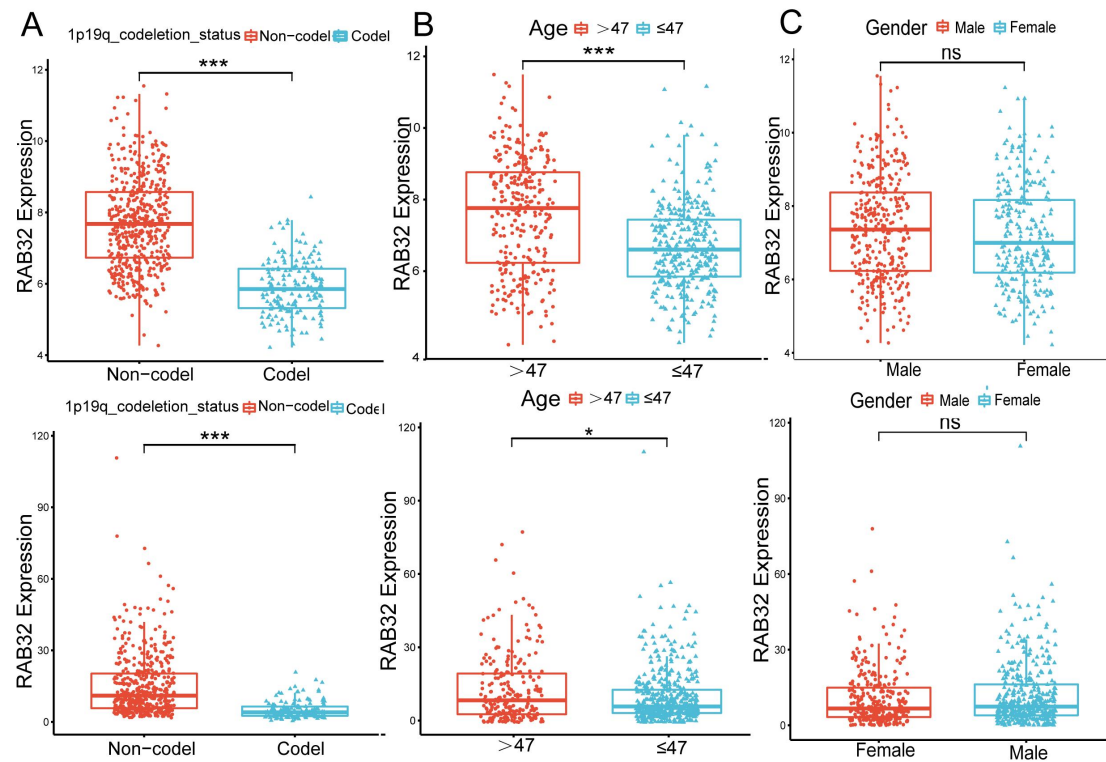 A
1p19q_codeletion_status Non-codel Codel
***
RAB32 Expression
12
10
8
6
4
Non−codel Codel
B
Age >47 ≤47
***
RAB32 Expression
12
10
8
6
4
>47 ≤47
C
Gender Male Female
ns
RAB32 Expression
12
10
8
6
4
Male Female
1p19q_codeletion_status Non-codel Codel
***
RAB32 Expression
120
90
60
30
0
Non−codel Codel
Age >47 ≤47
*
RAB32 Expression
120
90
60
30
0
>47 ≤47
Gender Male Female
ns
RAB32 Expression
120
90
60
30
0
Female Male